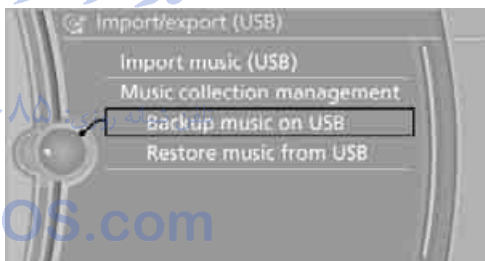 Import/export (USB)
Import music (USB)
Music collection management
Backup music on USB
Restore music from USB
OS.com